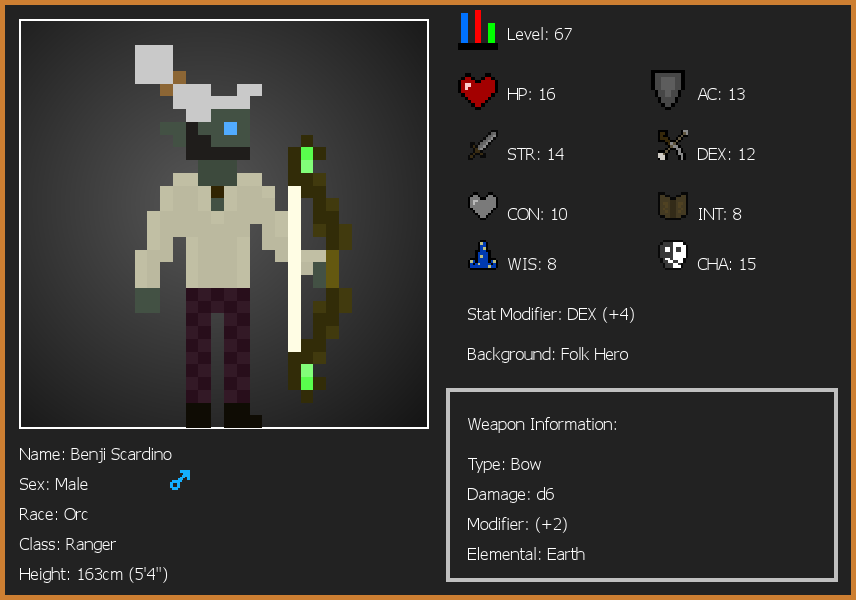 Level: 67
HP: 16
AC: 13
STR: 14
DEX: 12
CON: 10
INT: 8
WIS: 8
CHA: 15
Stat Modifier: DEX (+4)
Background: Folk Hero
Weapon Information:
Type: Bow
Damage: d6
Modifier: (+2)
Elemental: Earth
Name: Benji Scardino
Sex: Male
Race: Orc
Class: Ranger
Height: 163cm (5'4")